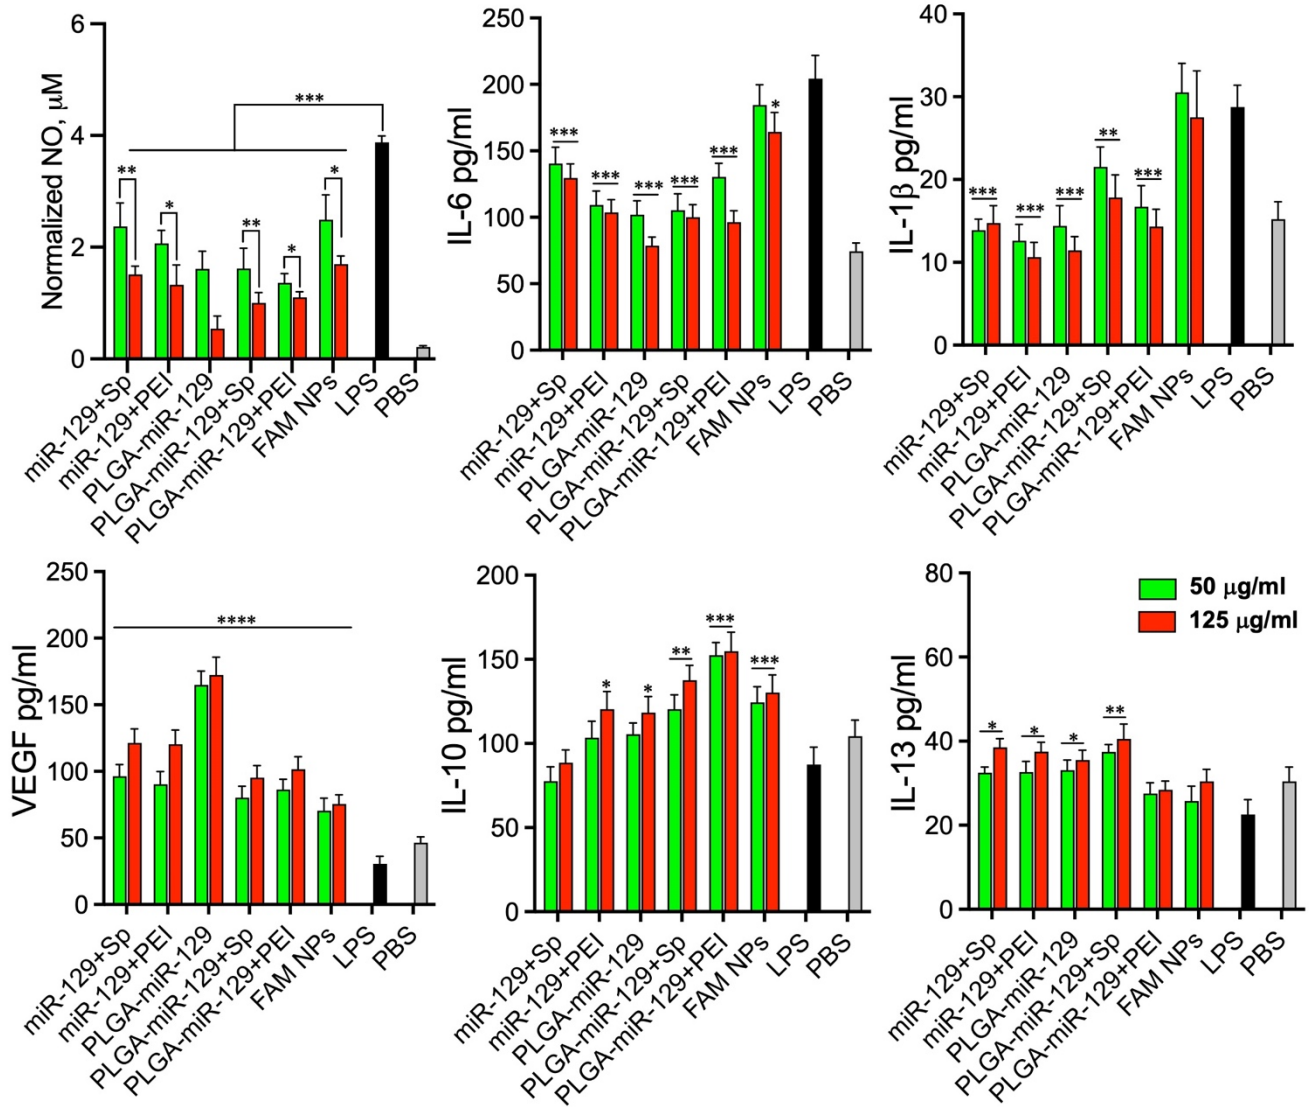 Normalized NO, μM
6
4
2
0
***
**
*
**
*
*
miR-129+Sp
miR-129+PEI
PLGA-miR-129
PLGA-miR-129+Sp
PLGA-miR-129+PEI
FAM NPs
LPS
PBS
IL-6 pg/ml
250
200
150
100
50
0
***
***
***
***
***
*
miR-129+Sp
miR-129+PEI
PLGA-miR-129
PLGA-miR-129+Sp
PLGA-miR-129+PEI
FAM NPs
LPS
PBS
IL-1β pg/ml
40
30
20
10
0
***
***
***
**
***
miR-129+Sp
miR-129+PEI
PLGA-miR-129
PLGA-miR-129+Sp
PLGA-miR-129+PEI
FAM NPs
LPS
PBS
VEGF pg/ml
250
200
150
100
50
0
****
miR-129+Sp
miR-129+PEI
PLGA-miR-129
PLGA-miR-129+Sp
PLGA-miR-129+PEI
FAM NPs
LPS
PBS
IL-10 pg/ml
200
150
100
50
0
*
*
**
***
***
miR-129+Sp
miR-129+PEI
PLGA-miR-129
PLGA-miR-129+Sp
PLGA-miR-129+PEI
FAM NPs
LPS
PBS
IL-13 pg/ml
80
60
40
20
0
50 μg/ml
125 μg/ml
*
*
*
**
miR-129+Sp
miR-129+PEI
PLGA-miR-129
PLGA-miR-129+Sp
PLGA-miR-129+PEI
FAM NPs
LPS
PBS